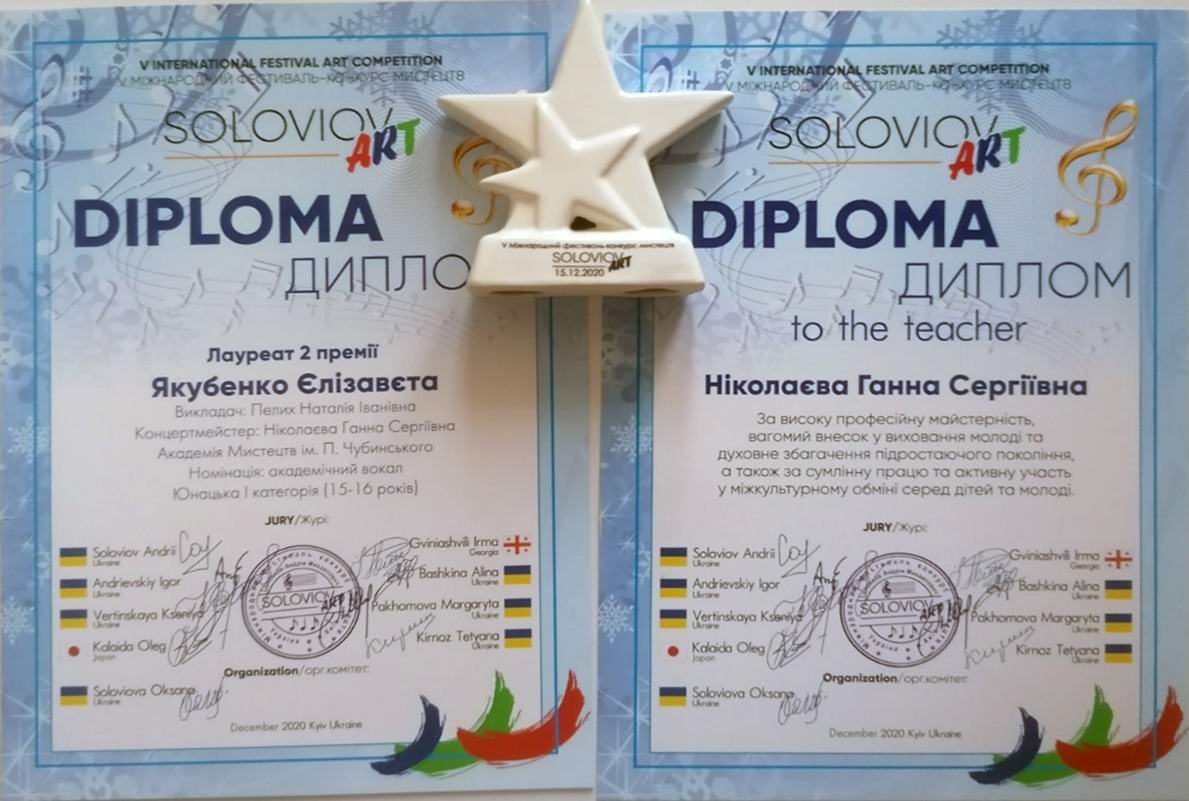 V INTERNATIONAL FESTIVAL ART COMPETITION
V МІЖНАРОДНИЙ ФЕСТИВАЛЬ-КОНКУРС МИСТЕЦТВ
SOLOVIOV
ART
DIPLOMA
ДИПЛО
Лауреат 2 премії
Якубенко Єлізавєта
Викладач: Пелих Наталія Іванівна
Концертмейстер: Ніколаєва Ганна Сергіївна
Академія Мистецтв ім. П. Чубинського
Номінація: академічний вокал
Юнацька І категорія (15-16 років)
JURY/Журі:
Soloviov Andrii
Ukraine
Andrievskiy Igor
Ukraine
Vertinskaya Kseniya
Ukraine
Kalaida Oleg
Japan
Gviniashvili Irma
Georgia
Bashkina Alina
Ukraine
Pakhomova Margaryta
Ukraine
Kirnoz Tetyana
Ukraine
SOLOVIOV
ART
Organization/орг.комітет:
Soloviova Oksana
Ukraine
December 2020 Kyiv Ukraine
V Міжнародний фестиваль-конкурс мистецтв
SOLOVIOV
ART
15.12.2020
V INTERNATIONAL FESTIVAL ART COMPETITION
V МІЖНАРОДНИЙ ФЕСТИВАЛЬ-КОНКУРС МИСТЕЦТВ
SOLOVIOV
ART
DIPLOMA
ДИПЛОМ
to the teacher
Ніколаєва Ганна Сергіївна
За високу професійну майстерність,
вагомий внесок у виховання молоді та
духовне збагачення підростаючого покоління,
а також за сумлінну працю та активну участь
у міжкультурному обміні серед дітей та молоді.
JURY/Журі:
Soloviov Andrii
Ukraine
Andrievskiy Igor
Ukraine
Vertinskaya Kseniya
Ukraine
Kalaida Oleg
Japan
Gviniashvili Irma
Georgia
Bashkina Alina
Ukraine
Pakhomova Margaryta
Ukraine
Kirnoz Tetyana
Ukraine
SOLOVIOV
ART
Organization/орг.комітет:
Soloviova Oksana
Ukraine
December 2020 Kyiv Ukraine